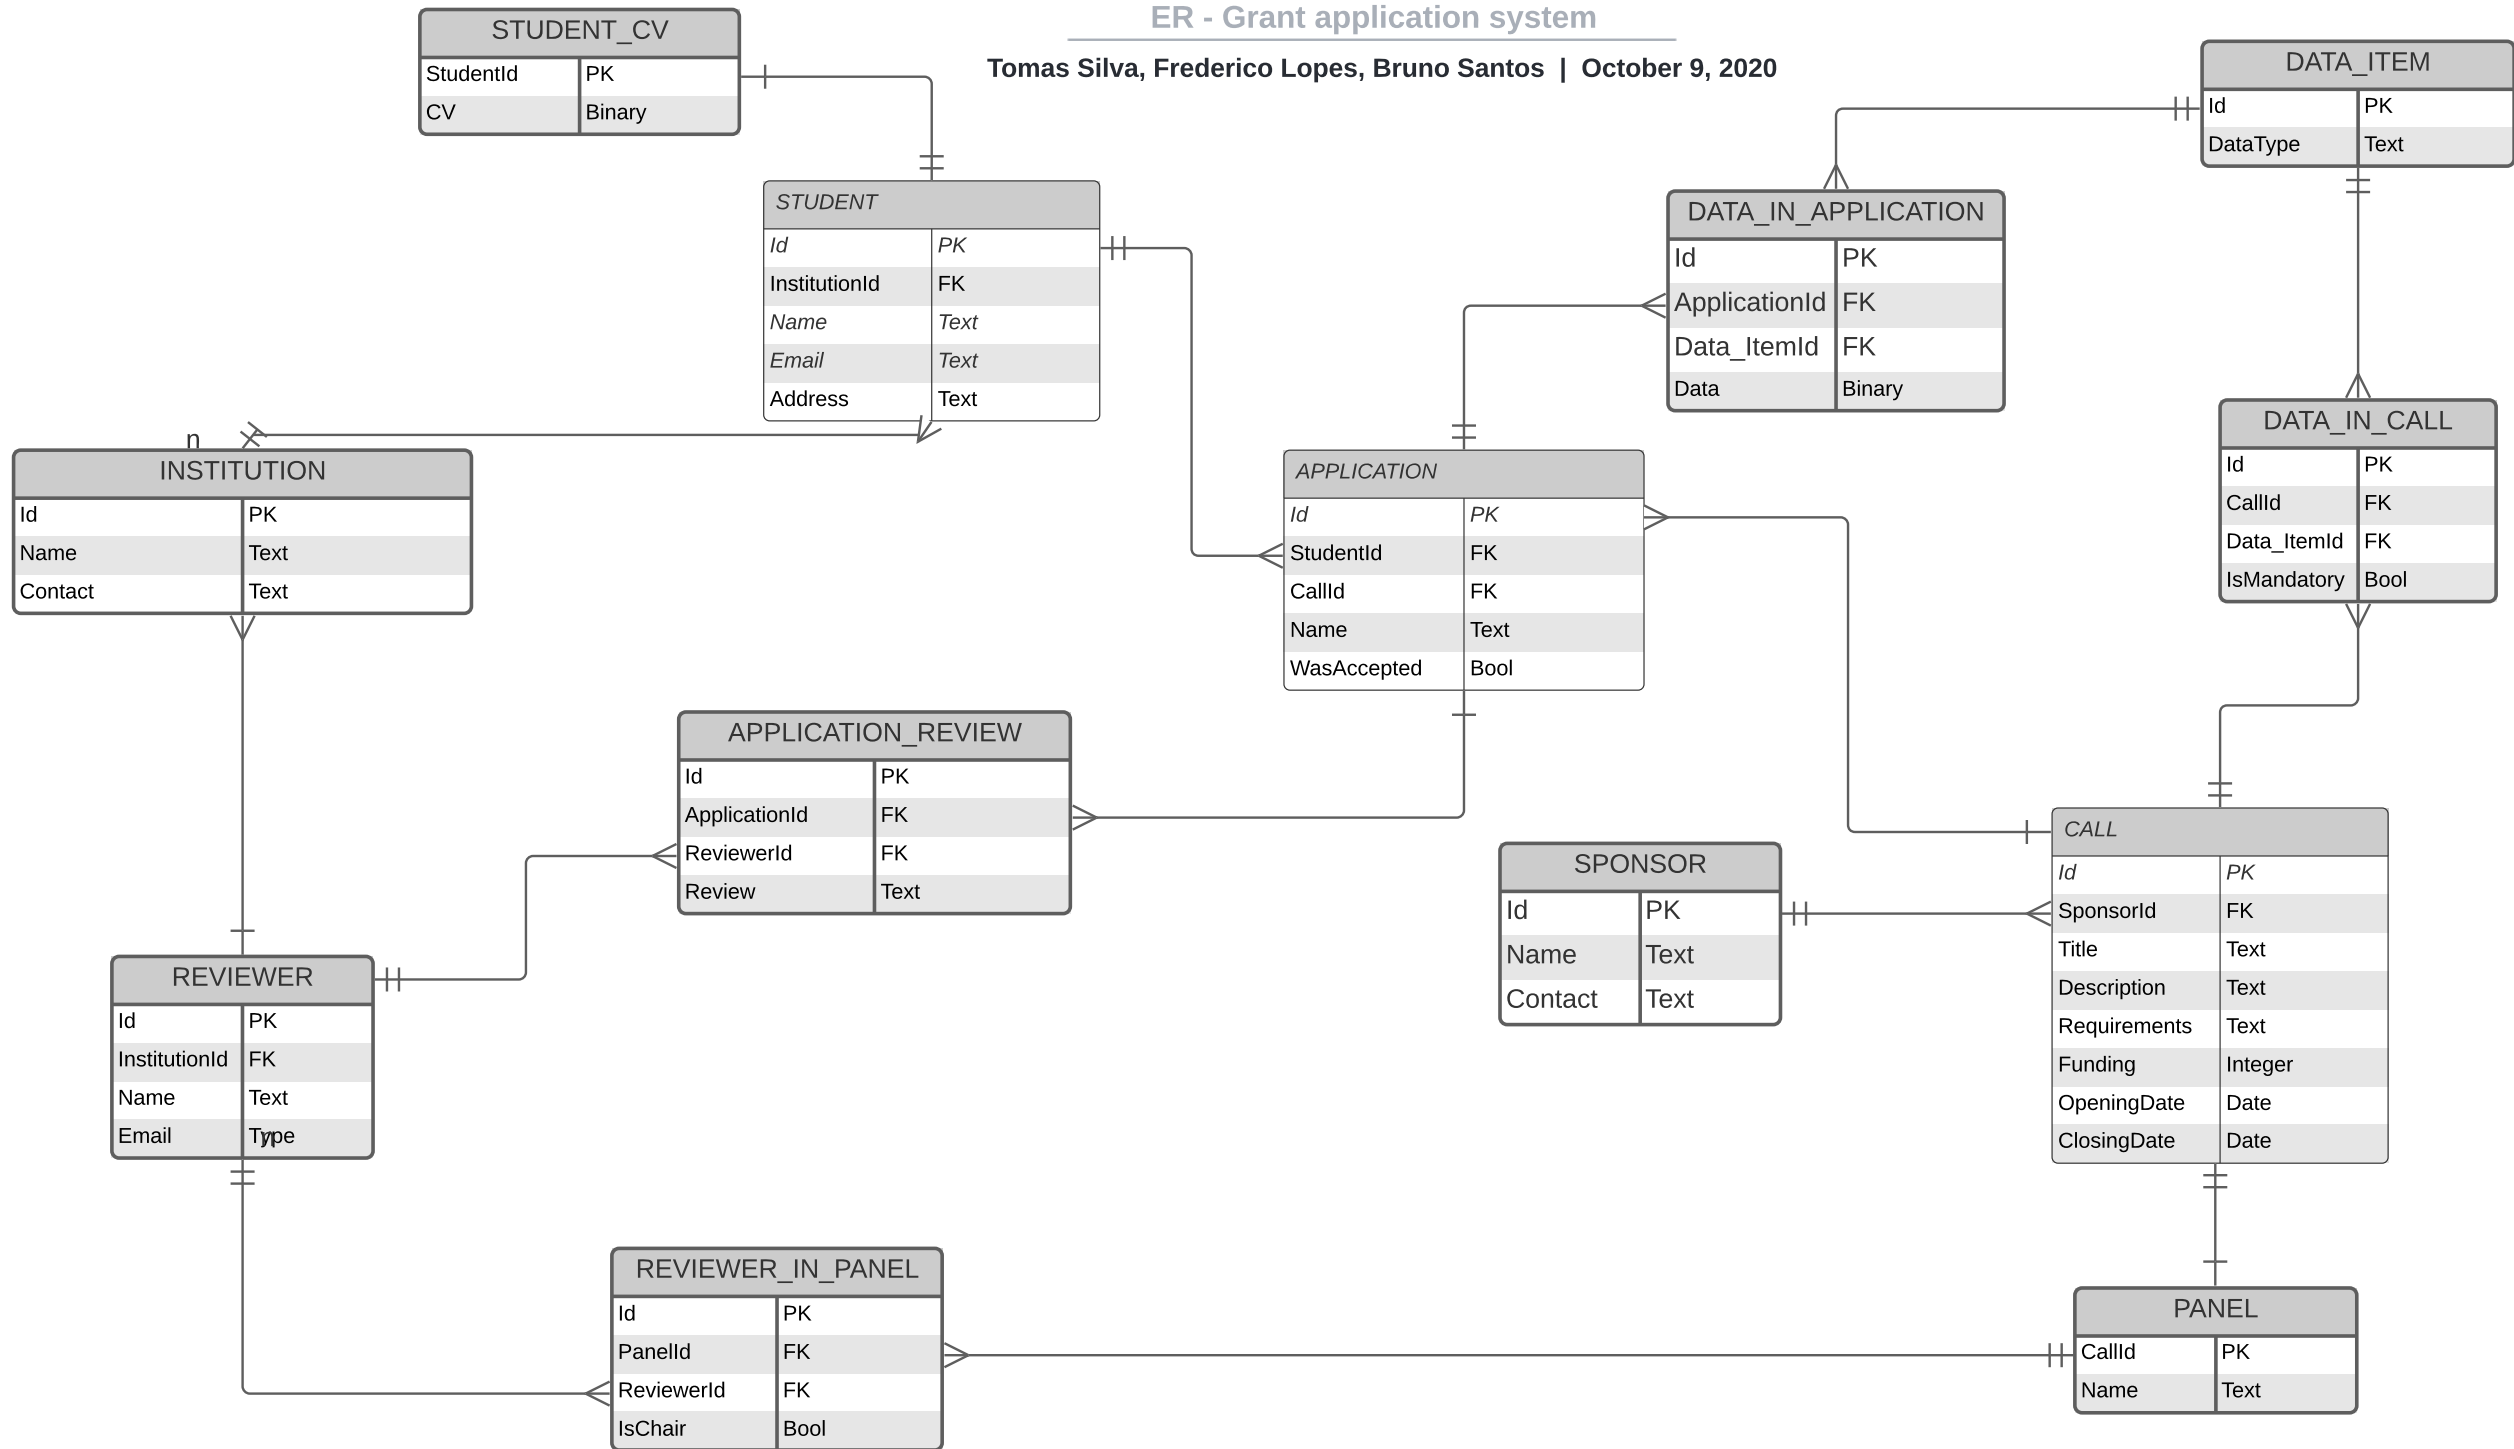 ER - Grant application system
Tomas Silva, Frederico Lopes, Bruno Santos | October 9, 2020
STUDENT_CV
StudentId PK
CV Binary
DATA_ITEM
Id PK
DataType Text
STUDENT
Id PK
InstitutionId FK
Name Text
Email Text
Address Text
DATA_IN_APPLICATION
Id PK
ApplicationId FK
Data_ItemId FK
Data Binary
DATA_IN_CALL
Id PK
CallId FK
Data_ItemId FK
IsMandatory Bool
n
INSTITUTION
Id PK
Name Text
Contact Text
APPLICATION
Id PK
StudentId FK
CallId FK
Name Text
WasAccepted Bool
APPLICATION_REVIEW
Id PK
ApplicationId FK
ReviewerId FK
Review Text
SPONSOR
Id PK
Name Text
Contact Text
CALL
Id PK
SponsorId FK
Title Text
Description Text
Requirements Text
Funding Integer
OpeningDate Date
ClosingDate Date
REVIEWER
Id PK
InstitutionId FK
Name Text
Email Type
n
REVIEWER_IN_PANEL
Id PK
PanelId FK
ReviewerId FK
IsChair Bool
PANEL
CallId PK
Name Text